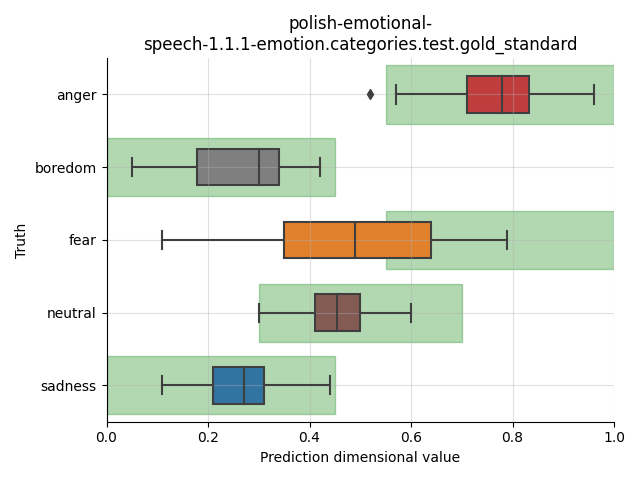 polish-emotional-
speech-1.1.1-emotion.categories.test.gold_standard
anger
boredom
fear
neutral
sadness
Truth
0.0 0.2 0.4 0.6 0.8 1.0
Prediction dimensional value